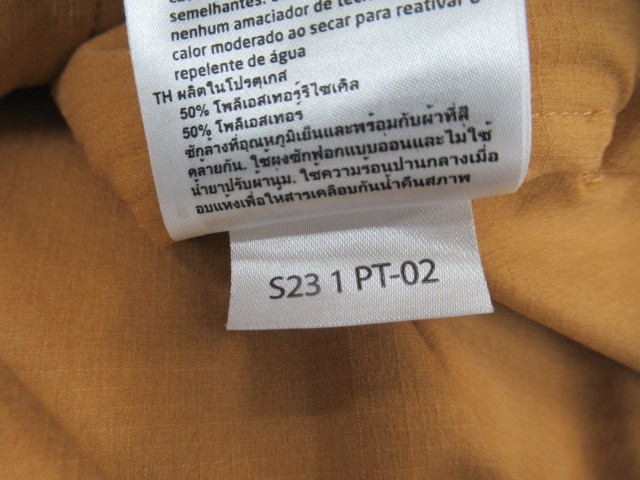 semelhantes.
nenhum amaciador de
calor moderado ao secar para reativar o
repelente de água
TH ผลิตในโปรตุเกส
50% โพลีเอสเทอร์รีไซเคิล
50% โพลีเอสเทอร์
ซักล้างที่อุณหภูมิเย็นและพร้อมกับผ้าที่สี
คล้ายกัน. ใช้ผงซักฟอกแบบอ่อนและไม่ใช้
น้ำยาปรับผ้านุ่ม. ใช้ความร้อนปานกลางเมื่อ
อบแห้งเพื่อให้สารเคลือบกันน้ำคืนสภาพ
S23 1 PT-02